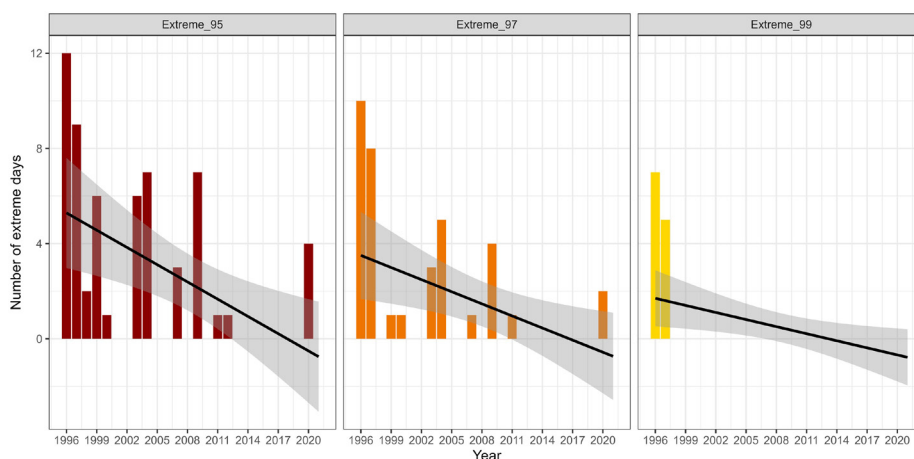 Extreme_95 Extreme_97 Extreme_99
Number of extreme days
12
8
4
0
1996 1999 2002 2005 2008 2011 2014 2017 2020 1996 1999 2002 2005 2008 2011 2014 2017 2020 1996 1999 2002 2005 2008 2011 2014 2017 2020
Year